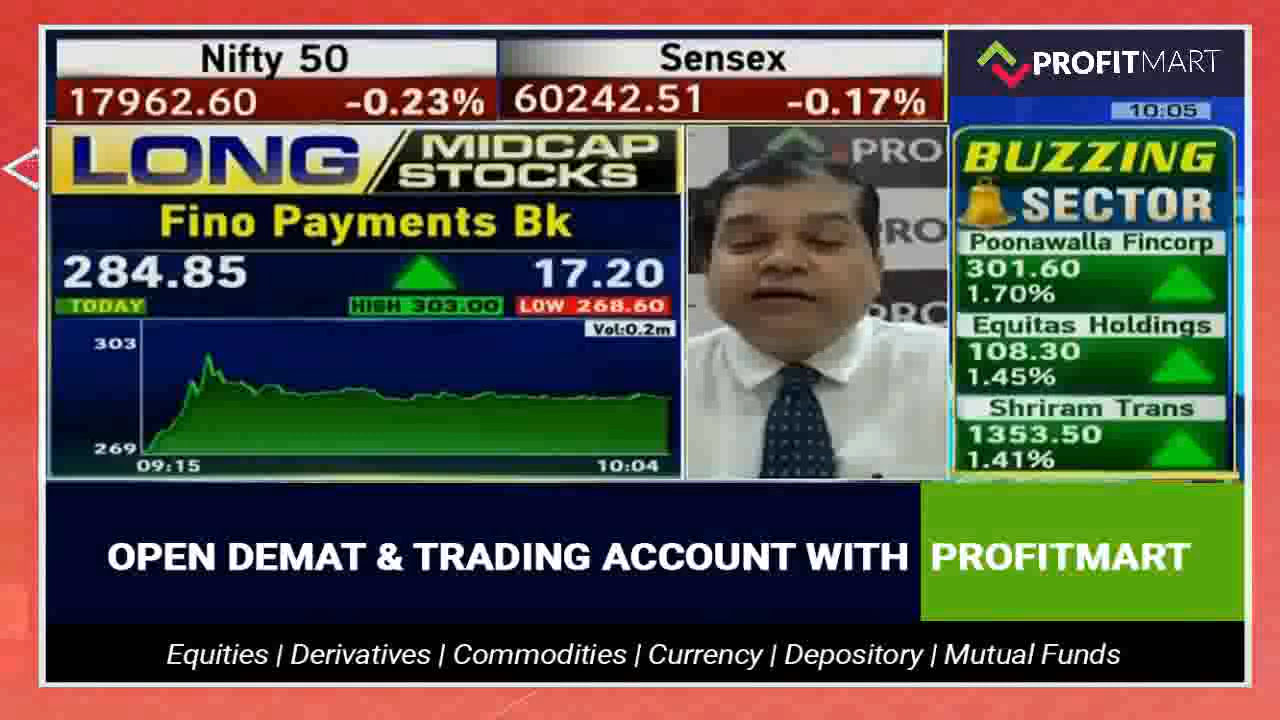 Nifty 50
17962.60 -0.23%
Sensex
60242.51 -0.17%
PROFITMART
10:05
LONG / MIDCAP STOCKS
Fino Payments Bk
284.85 17.20
TODAY HIGH 303.00 LOW 268.60
Vol:0.2m
303
269
09:15 10:04
PRO
PRO
PRO
BUZZING
SECTOR
Poonawalla Fincorp
301.60
1.70%
Equitas Holdings
108.30
1.45%
Shriram Trans
1353.50
1.41%
OPEN DEMAT & TRADING ACCOUNT WITH PROFITMART
Equities | Derivatives | Commodities | Currency | Depository | Mutual Funds